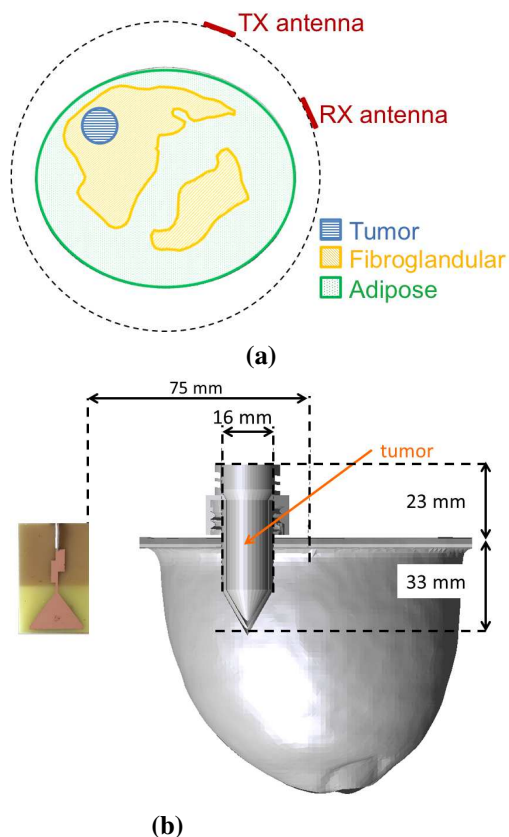 TX antenna
RX antenna
Tumor
Fibroglandular
Adipose
(a)
75 mm
16 mm
tumor
23 mm
33 mm
(b)